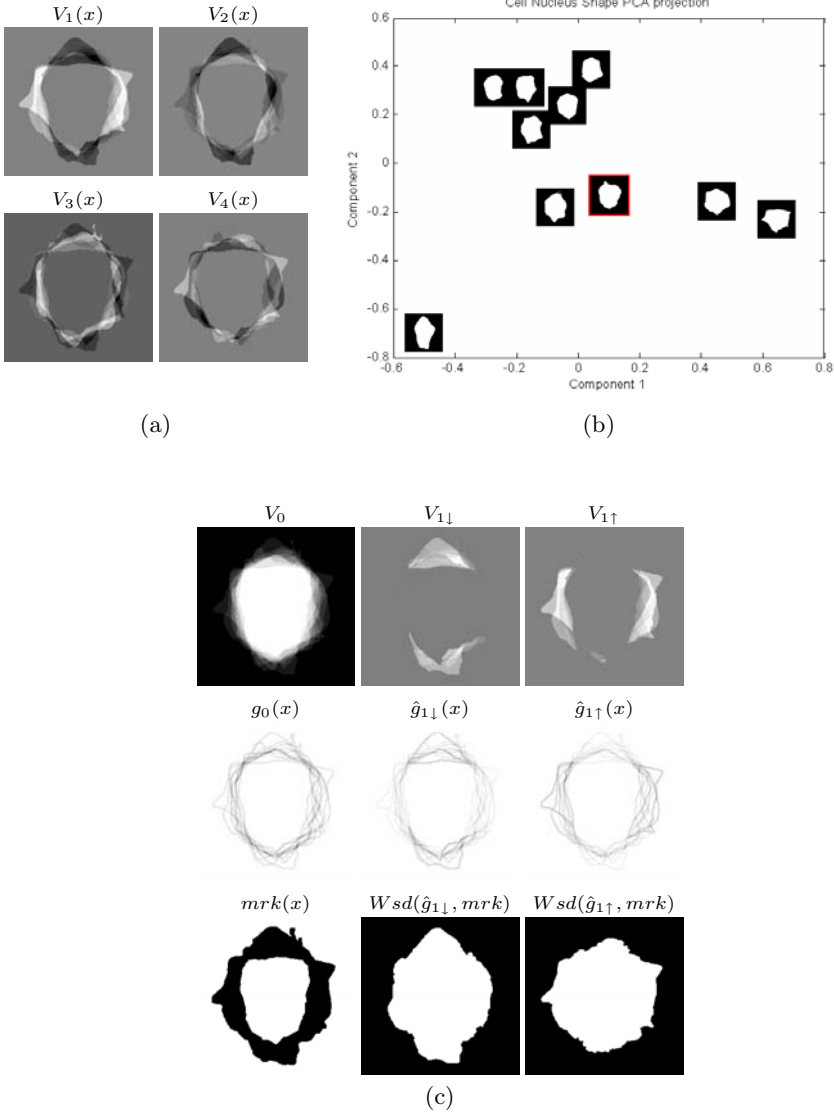 V₁(x) V₂(x)
V₃(x) V₄(x)
(a)
Cell Nucleus Shape PCA projection
0.6
0.4
0.2
0
-0.2
-0.4
-0.6
-0.8
Component 2
-0.6 -0.4 -0.2 0 0.2 0.4 0.6 0.8
Component 1
(b)
V₀ V₁↓ V₁↑
g₀(x) ĝ₁↓(x) ĝ₁↑(x)
mrk(x) Wsd(ĝ₁↓, mrk) Wsd(ĝ₁↑, mrk)
(c)